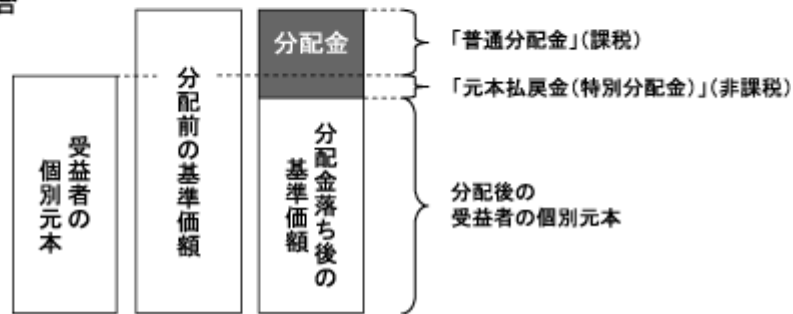 分配金
「普通分配金」(課税)
「元本払戻金(特別分配金)」(非課税)
受益者の
個別元本
分配前の基準価額
分配金落ち後の
基準価額
分配後の
受益者の個別元本